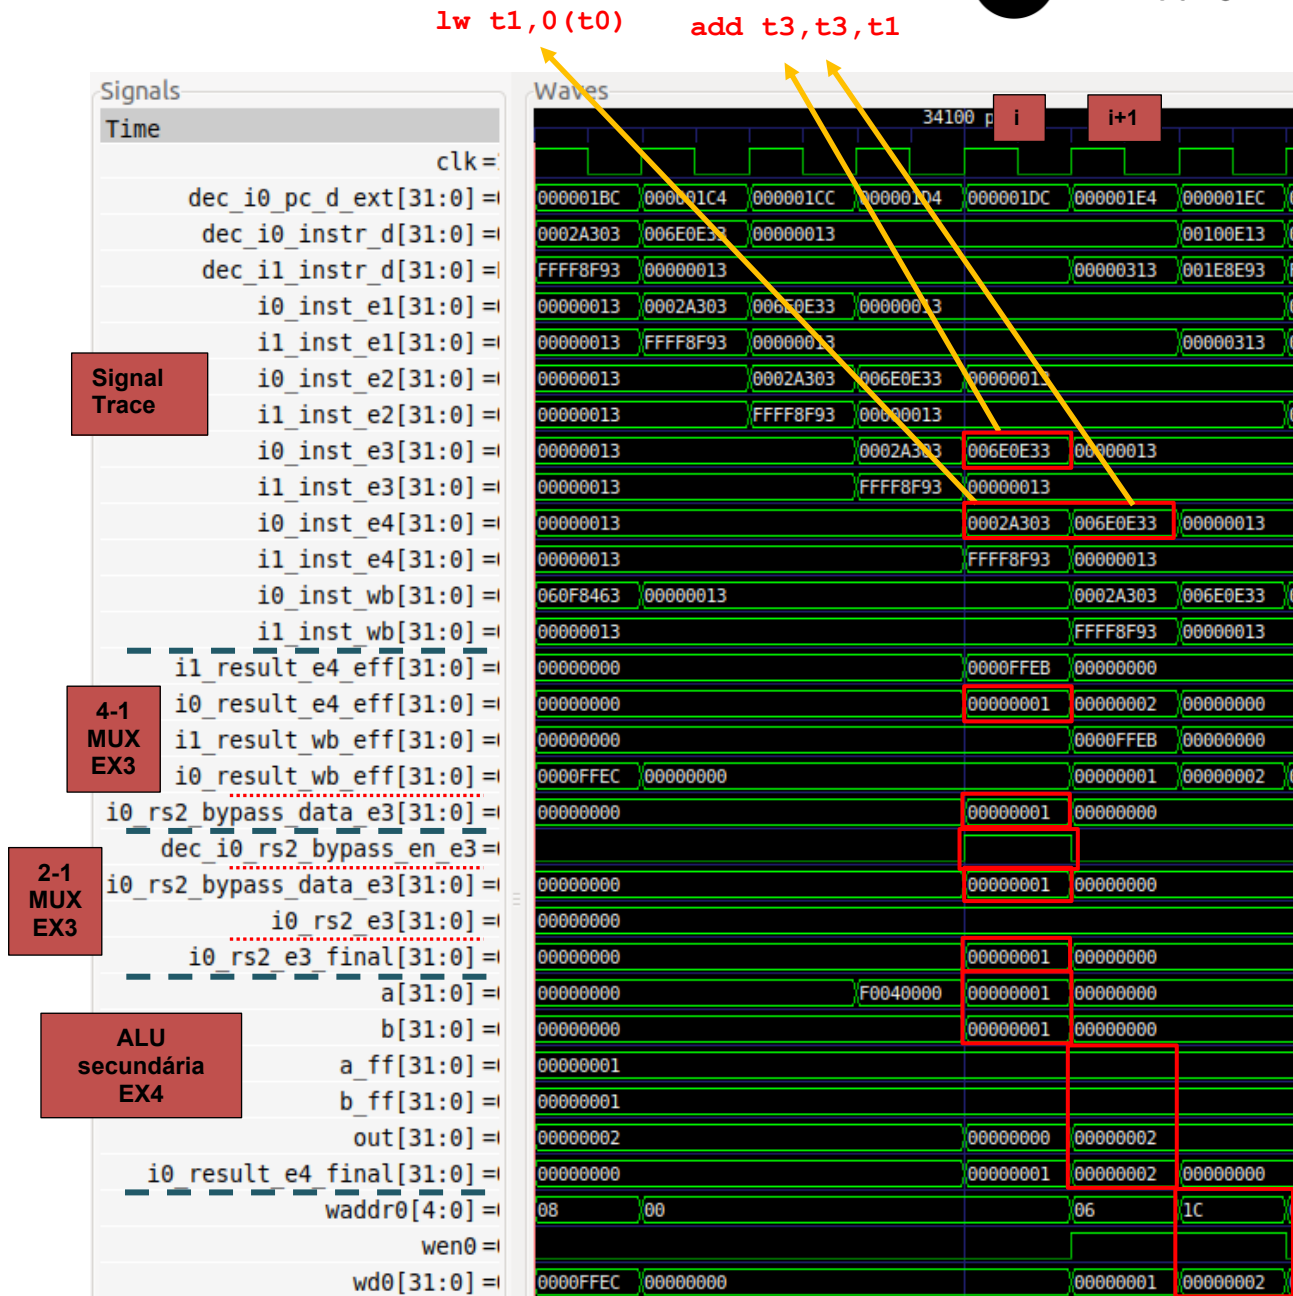 lw t1,0(t0) add t3,t3,t1
Signals Waves
Time 34100 p i i+1
clk =
dec_i0_pc_d_ext[31:0] = 000001BC 000001C4 000001CC 000001D4 000001DC 000001E4 000001EC
dec_i0_instr_d[31:0] = 0002A303 006E0E33 00000013 00100E13
dec_i1_instr_d[31:0] = FFFF8F93 00000013 00000313 001E8E93
i0_inst_e1[31:0] = 00000013 0002A303 006E0E33 00000013
i1_inst_e1[31:0] = 00000013 FFFF8F93 00000013 00000313
Signal
Trace
i0_inst_e2[31:0] = 00000013 0002A303 006E0E33 00000013
i1_inst_e2[31:0] = 00000013 FFFF8F93 00000013
i0_inst_e3[31:0] = 00000013 0002A303 006E0E33 00000013
i1_inst_e3[31:0] = 00000013 FFFF8F93 00000013
i0_inst_e4[31:0] = 00000013 0002A303 006E0E33 00000013
i1_inst_e4[31:0] = 00000013 FFFF8F93 00000013
i0_inst_wb[31:0] = 060F8463 00000013 0002A303 006E0E33
i1_inst_wb[31:0] = 00000013 FFFF8F93 00000013
4-1
MUX
EX3
i1_result_e4_eff[31:0] = 00000000 0000FFEB 00000000
i0_result_e4_eff[31:0] = 00000000 00000001 00000002 00000000
i1_result_wb_eff[31:0] = 00000000 0000FFEB 00000000
i0_result_wb_eff[31:0] = 0000FFEC 00000000 00000001 00000002
i0_rs2_bypass_data_e3[31:0] = 00000000 00000001 00000000
2-1
MUX
EX3
dec_i0_rs2_bypass_en_e3 =
i0_rs2_bypass_data_e3[31:0] = 00000000 00000001 00000000
i0_rs2_e3[31:0] = 00000000
i0_rs2_e3_final[31:0] = 00000000 00000001 00000000
ALU
secundária
EX4
a[31:0] = 00000000 F0040000 00000001 00000000
b[31:0] = 00000000 00000001 00000000
a_ff[31:0] = 00000001
b_ff[31:0] = 00000001
out[31:0] = 00000002 00000000 00000002
i0_result_e4_final[31:0] = 00000000 00000001 00000002 00000000
waddr0[4:0] = 08 00 06 1C
wen0 =
wd0[31:0] = 0000FFEC 00000000 00000001 00000002